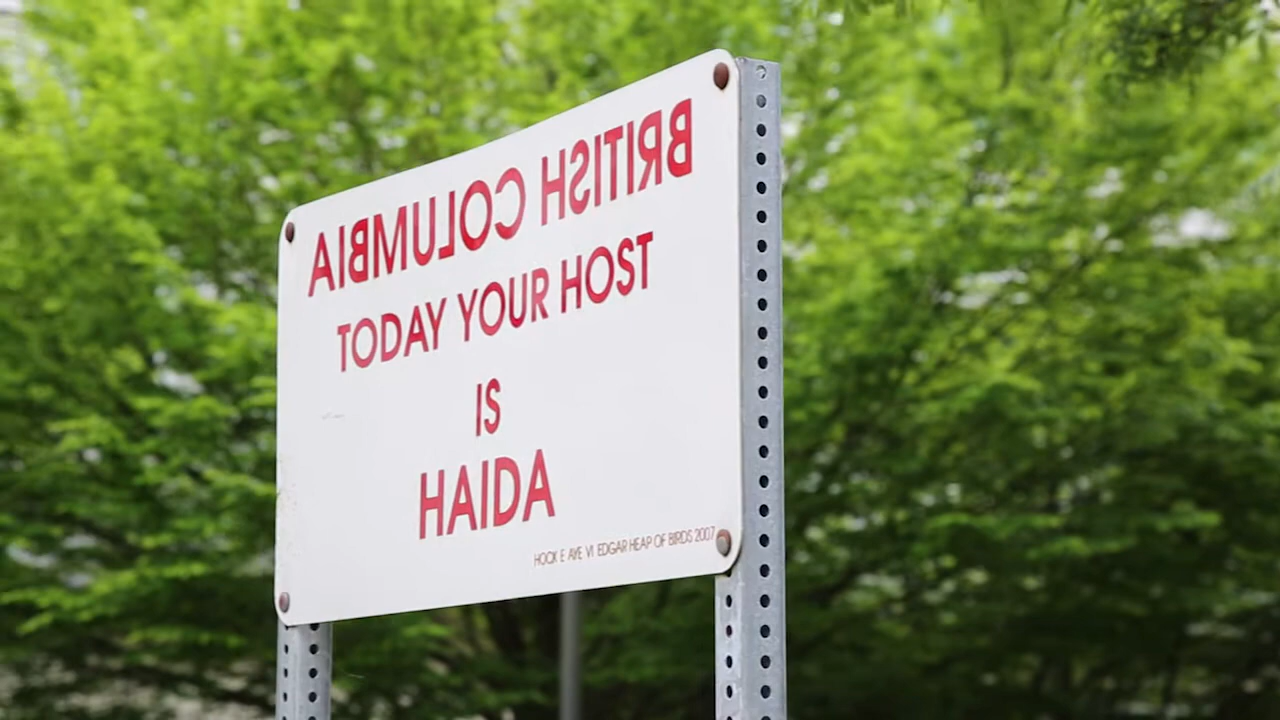 BRITISH COLUMBIA
TODAY YOUR HOST
IS
HAIDA
HOCK E AYE VI EDGAR HEAP OF BIRDS 2007